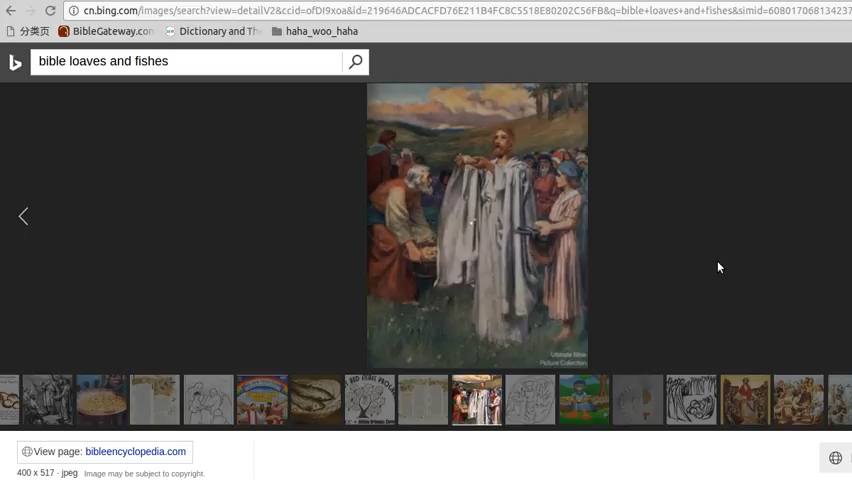 cn.bing.com/images/search?view=detailV2&ccid=ofDI9xoa&id=219646ADCACFD76E211B4FC8C5518E80202C56FB&q=bible+loaves+and+fishes&simid=608017068134237
分类页 BibleGateway.con Dictionary and The haha_woo_haha
bible loaves and fishes
Ultimate Bible
Picture Collection
View page: bibleencyclopedia.com
400 x 517 · jpeg Image may be subject to copyright.